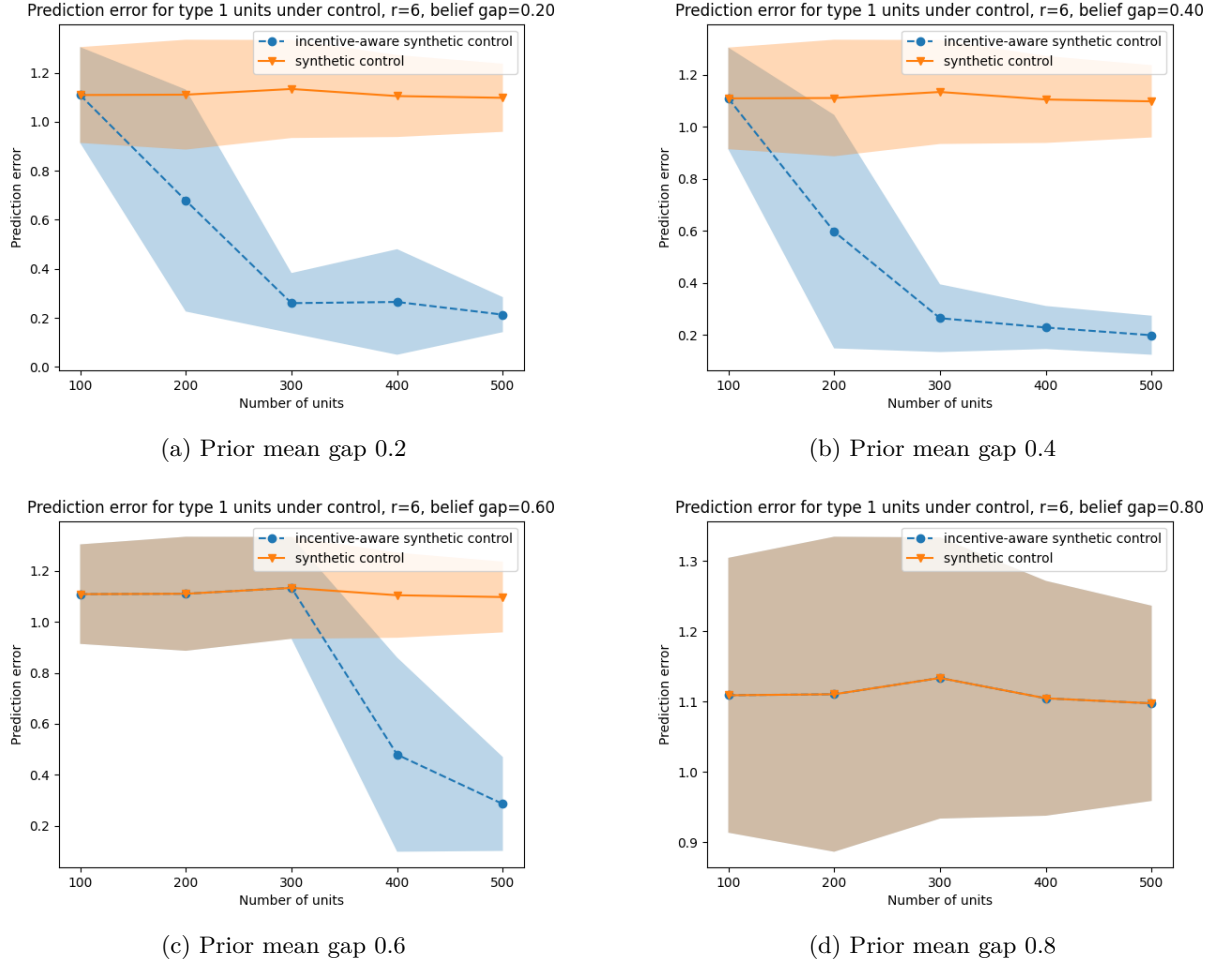 Prediction error for type 1 units under control, r=6, belief gap=0.20
incentive-aware synthetic control
synthetic control
Prediction error
1.2
1.0
0.8
0.6
0.4
0.2
0.0
100 200 300 400 500
Number of units
(a) Prior mean gap 0.2
Prediction error for type 1 units under control, r=6, belief gap=0.40
incentive-aware synthetic control
synthetic control
Prediction error
1.2
1.0
0.8
0.6
0.4
0.2
100 200 300 400 500
Number of units
(b) Prior mean gap 0.4
Prediction error for type 1 units under control, r=6, belief gap=0.60
incentive-aware synthetic control
synthetic control
Prediction error
1.2
1.0
0.8
0.6
0.4
0.2
100 200 300 400 500
Number of units
(c) Prior mean gap 0.6
Prediction error for type 1 units under control, r=6, belief gap=0.80
incentive-aware synthetic control
synthetic control
Prediction error
1.3
1.2
1.1
1.0
0.9
100 200 300 400 500
Number of units
(d) Prior mean gap 0.8